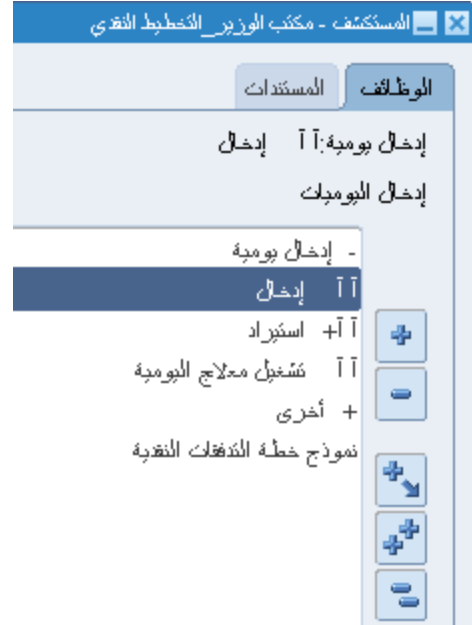 المستكشف - مكتب الوزير_التخطيط النقدي
الوظائف المستندات
إدخال يومية:آ آ إدخال
إدخال اليوميات
- إدخال يومية
آ آ إدخال
آ آ+ استيراد
آ آ تشغيل معالج اليومية
+ أخرى
نموذج خطة التدفقات النقدية